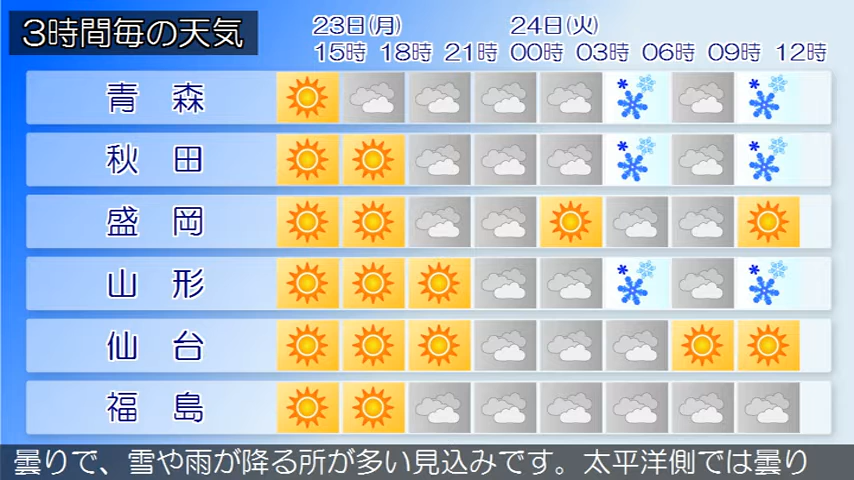 3時間毎の天気
23日(月) 24日(火)
15時 18時 21時 00時 03時 06時 09時 12時
青 森
秋 田
盛 岡
山 形
仙 台
福 島
曇りで、雪や雨が降る所が多い見込みです。太平洋側では曇り